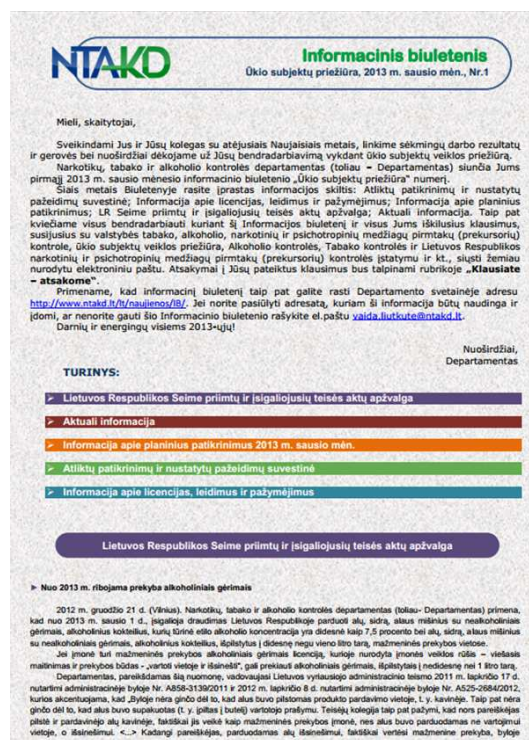 NTAKD
Informacinis biuletenis
Ūkio subjektų priežiūra, 2013 m. sausio mėn., Nr.1
Mieli, skaitytojai,
Sveikindami Jus ir Jūsų kolegas su atėjusiais Naujaisiais metais, linkime sėkmingų darbo rezultatų
ir gerovės bei nuoširdžiai dėkojame už Jūsų bendradarbiavimą vykdant ūkio subjektų veiklos priežiūrą.
Narkotikų, tabako ir alkoholio kontrolės departamentas (toliau – Departamentas) siunčia Jums
pirmąjį 2013 m. sausio mėnesio informacinio biuletenio „Ūkio subjektų priežiūra" numerį.
Šiais metais Biuletenyje rasite įprastas informacijos skiltis: Atliktų patikrinimų ir nustatytų
pažeidimų suvestinė; Informacija apie licencijas, leidimus ir pažymėjimus; Informacija apie planinius
patikrinimus; LR Seime priimtų ir įsigaliojusių teisės aktų apžvalga; Aktuali informacija. Taip pat
kviečiame visus bendradarbiauti kuriant šį Informacijos biuletenį ir visus Jums iškilusius klausimus,
susijusius su valstybės tabako, alkoholio, narkotinių ir psichotropinių medžiagų pirmtakų (prekursorių)
kontrole, ūkio subjektų veiklos priežiūra, Alkoholio kontrolės, Tabako kontrolės ir Lietuvos Respublikos
narkotinių ir psichotropinių medžiagų pirmtakų (prekursorių) kontrolės įstatymu ir kt., siųsti žemiau
nurodytu elektroniniu paštu. Atsakymai į Jūsų pateiktus klausimus bus talpinami rubrikoje „Klausiate
– atsakome".
Primename, kad informacinį biuletenį taip pat galite rasti Departamento svetainėje adresu
http://www.ntakd.lt/lt/naujienos/l8/. Jei norite pasiūlyti adresatą, kuriam ši informacija būtų naudinga ir
įdomi, ar nenorite gauti šio Informacinio biuletenio rašykite el.paštu vaida.liutkute@ntakd.lt.
Darnių ir energingų visiems 2013-ųjų!
Nuoširdžiai,
Departamentas
TURINYS:
➢ Lietuvos Respublikos Seime priimtų ir įsigaliojusių teisės aktų apžvalga
➢ Aktuali informacija
➢ Informacija apie planinius patikrinimus 2013 m. sausio mėn.
➢ Atliktų patikrinimų ir nustatytų pažeidimų suvestinė
➢ Informacija apie licencijas, leidimus ir pažymėjimus
Lietuvos Respublikos Seime priimtų ir įsigaliojusių teisės aktų apžvalga
► Nuo 2013 m. ribojama prekyba alkoholiniais gėrimais
2012 m. gruodžio 21 d. (Vilnius). Narkotikų, tabako ir alkoholio kontrolės departamentas (toliau- Departamentas) primena,
kad nuo 2013 m. sausio 1 d., įsigalioja draudimas Lietuvos Respublikoje parduoti alų, sidrą, alaus mišinius su nealkoholiniais
gėrimais, alkoholinius kokteilius, kurių tūrinė etilo alkoholio koncentracija yra didesnė kaip 7,5 procento bei alų, sidrą, alaus mišinius
su nealkoholiniais gėrimais, alkoholinius kokteilius, išpilstytus į didesnę negu vieno litro tarą, mažmeninės prekybos vietose.
Jei įmonė turi mažmeninės prekybos alkoholiniais gėrimais licenciją, kurioje nurodyta įmonės veiklos rūšis – viešasis
maitinimas ir prekybos būdas - „vartoti vietoje ir išsinešti", gali prekiauti alkoholiniais gėrimais, išpilstytais į nedidesnę nei 1 litro tarą.
Departamentas, pareikšdamas šią nuomonę, vadovaujasi Lietuvos vyriausiojo administracinio teismo 2011 m. lapkričio 17 d.
nutartimi administracinėje byloje Nr. A858-3139/2011 ir 2012 m. lapkričio 8 d. nutartimi administracinėje byloje Nr. A525-2684/2012,
kurios akcentuojama, kad „Byloje nėra ginčo dėl to, kad alus buvo pilstomas produkto pardavimo vietoje, t. y. kavinėje. Taip pat nėra
ginčo dėl to, kad alus buvo supakuotas (t. y. įpiltas į butelį) vartotojo prašymu. Teisėjų kolegija taip pat pažymi, kad nors pareiškėjas
pilstė ir pardavinėjo alų kavinėje, faktiškai jis veikė kaip mažmeninės prekybos įmonė, nes alus buvo parduodamas ne vartojimui
vietoje, o išsinešimui. <...> Kadangi pareiškėjas, parduodamas alų išsinešimui, faktiškai vertėsi mažmenine prekyba, byloje